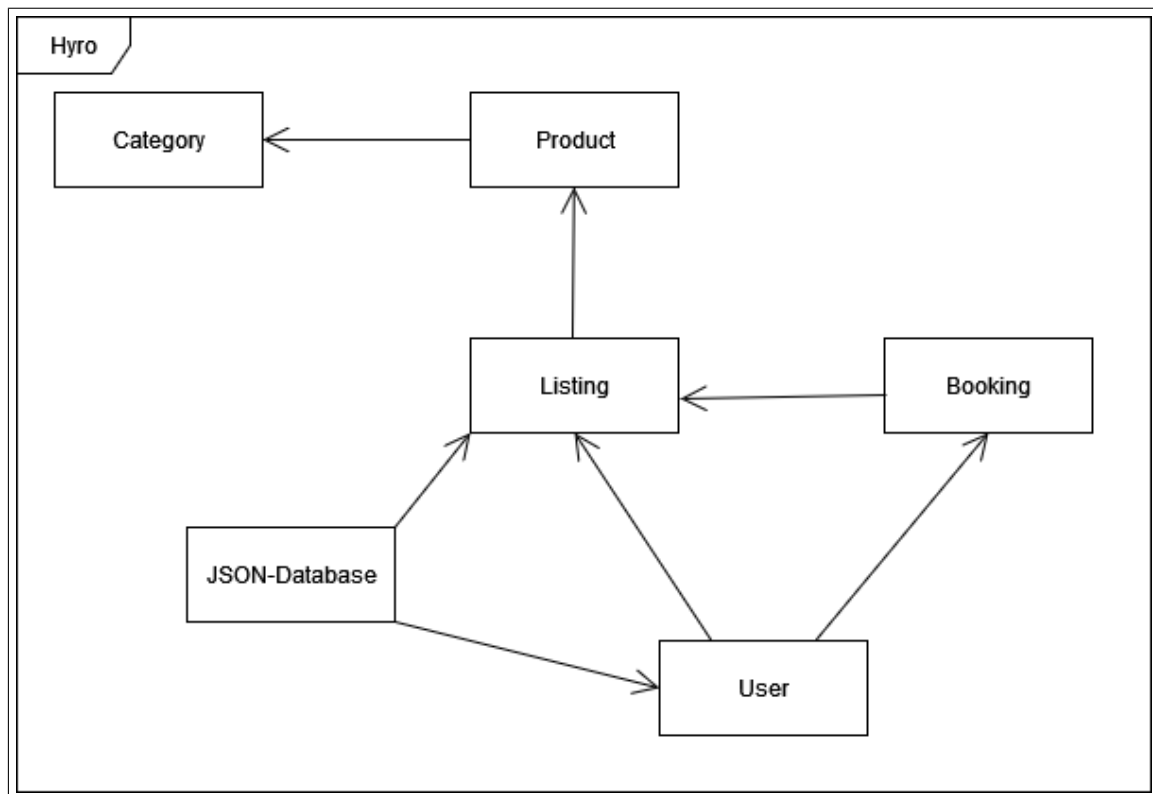 Hyro
Category
Product
Listing
Booking
JSON-Database
User